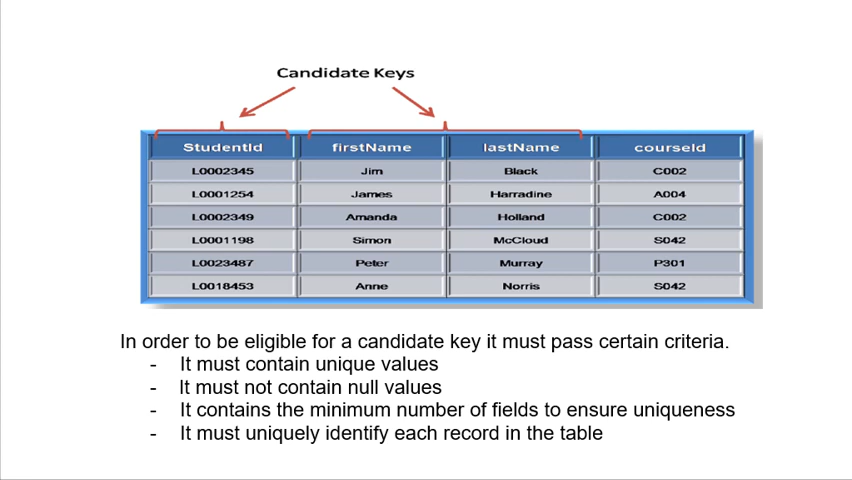 Candidate Keys
StudentId firstName lastName courseId
L0002345 Jim Black C002
L0001254 James Harradine A004
L0002349 Amanda Holland C002
L0001198 Simon McCloud S042
L0023487 Peter Murray P301
L0018453 Anne Norris S042
In order to be eligible for a candidate key it must pass certain criteria.
- It must contain unique values
- It must not contain null values
- It contains the minimum number of fields to ensure uniqueness
- It must uniquely identify each record in the table